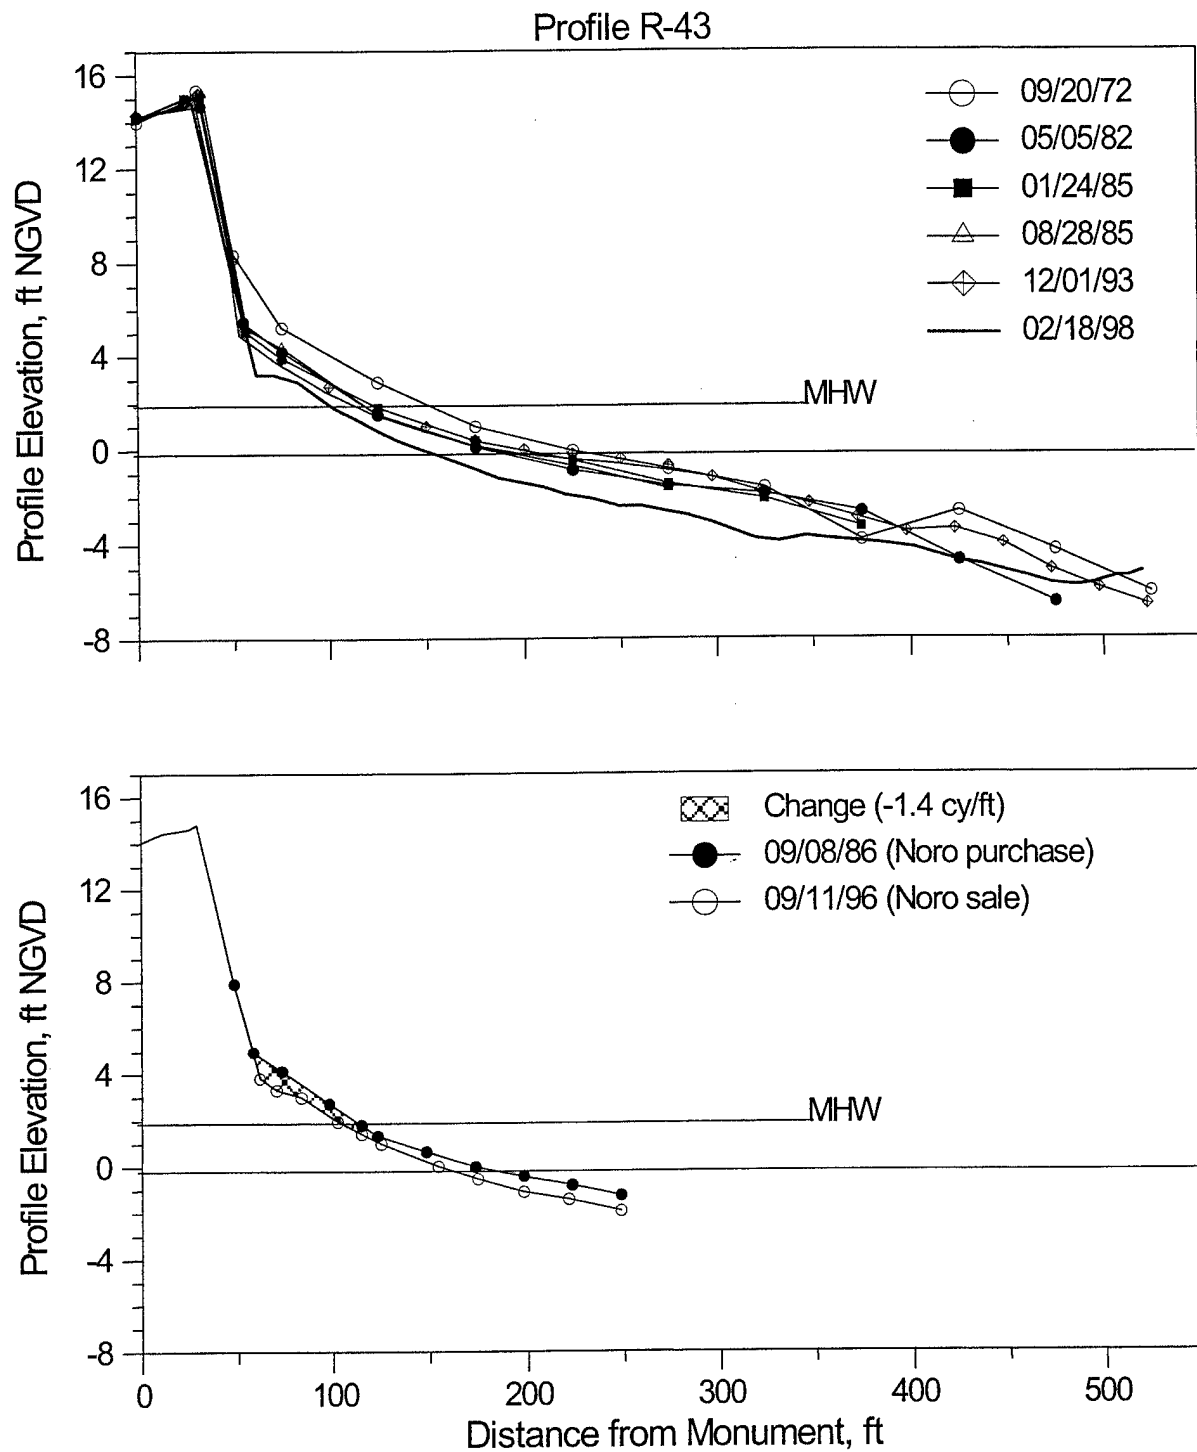 Profile R-43
16
12
8
4
0
-4
-8
Profile Elevation, ft NGVD
09/20/72
05/05/82
01/24/85
08/28/85
12/01/93
02/18/98
MHW
16
12
8
4
0
-4
-8
Profile Elevation, ft NGVD
Change (-1.4 cy/ft)
09/08/86 (Noro purchase)
09/11/96 (Noro sale)
MHW
0 100 200 300 400 500
Distance from Monument, ft